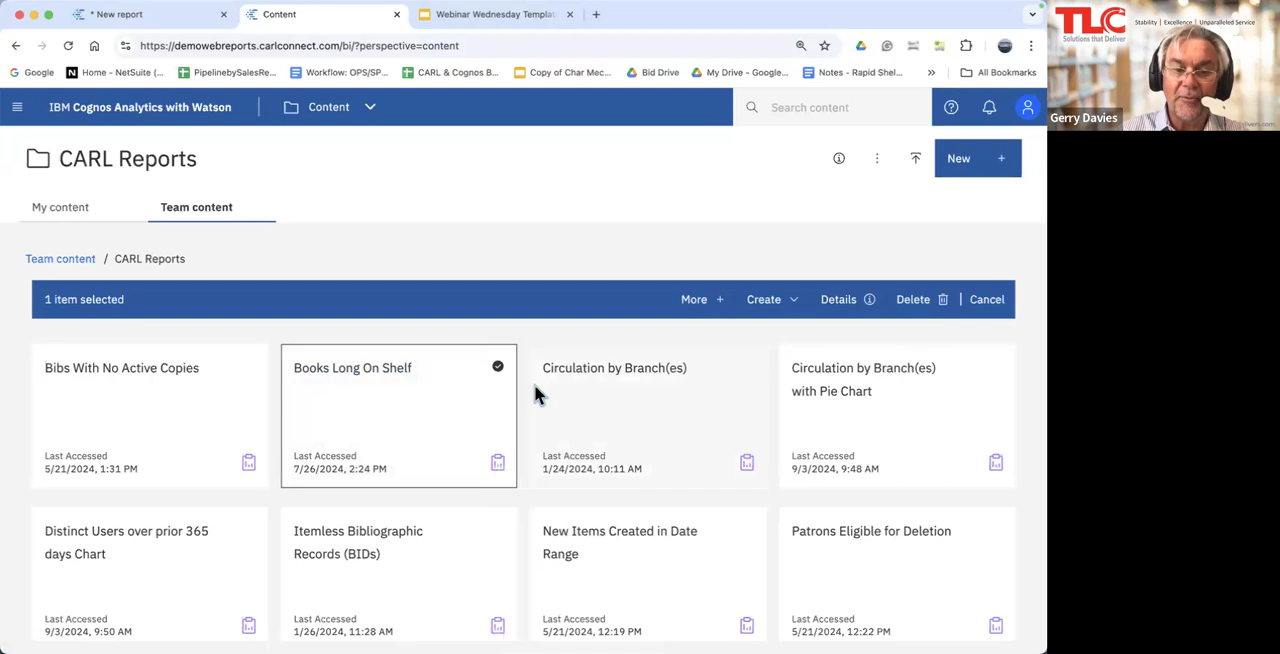 * New report
Content
Webinar Wednesday Templat
https://demowebreports.carlconnect.com/bi/?perspective=content
Google
Home - NetSuite (...
PipelinebySalesRe...
Workflow: OPS/SP...
CARL & Cognos B...
Copy of Char Mec...
Bid Drive
My Drive - Google...
Notes - Rapid Shel...
»
All Bookmarks
IBM Cognos Analytics with Watson
Content
Search content
CARL Reports
New +
My content
Team content
Team content / CARL Reports
1 item selected
More +
Create
Details
Delete
Cancel
Bibs With No Active Copies
Last Accessed
5/21/2024, 1:31 PM
Books Long On Shelf
Last Accessed
7/26/2024, 2:24 PM
Circulation by Branch(es)
Last Accessed
1/24/2024, 10:11 AM
Circulation by Branch(es)
with Pie Chart
Last Accessed
9/3/2024, 9:48 AM
Distinct Users over prior 365
days Chart
Last Accessed
9/3/2024, 9:50 AM
Itemless Bibliographic
Records (BIDs)
Last Accessed
1/26/2024, 11:28 AM
New Items Created in Date
Range
Last Accessed
5/21/2024, 12:19 PM
Patrons Eligible for Deletion
Last Accessed
5/21/2024, 12:22 PM
TLC
Solutions that Deliver
Stability | Excellence | Unparalleled Service
Gerry Davies